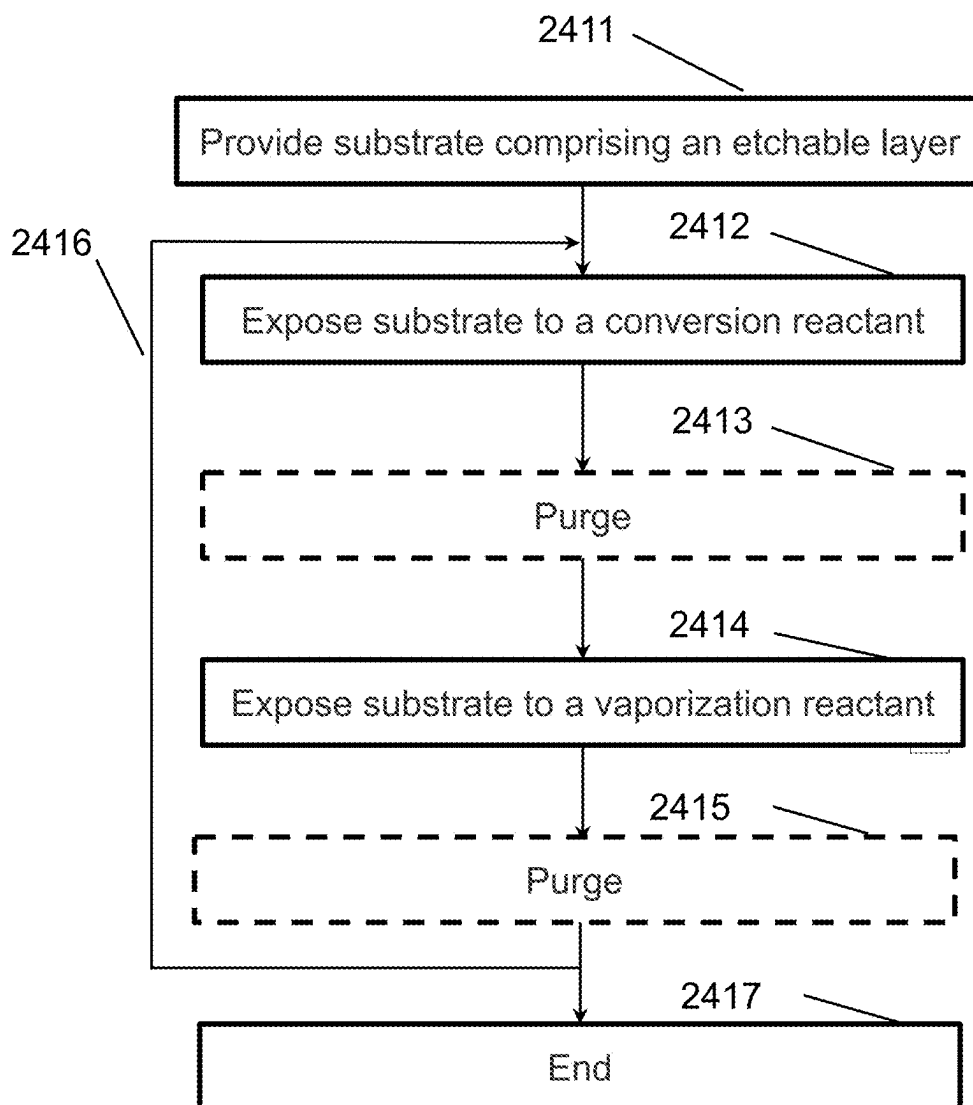 2411
Provide substrate comprising an etchable layer
2416
2412
Expose substrate to a conversion reactant
2413
Purge
2414
Expose substrate to a vaporization reactant
2415
Purge
2417
End